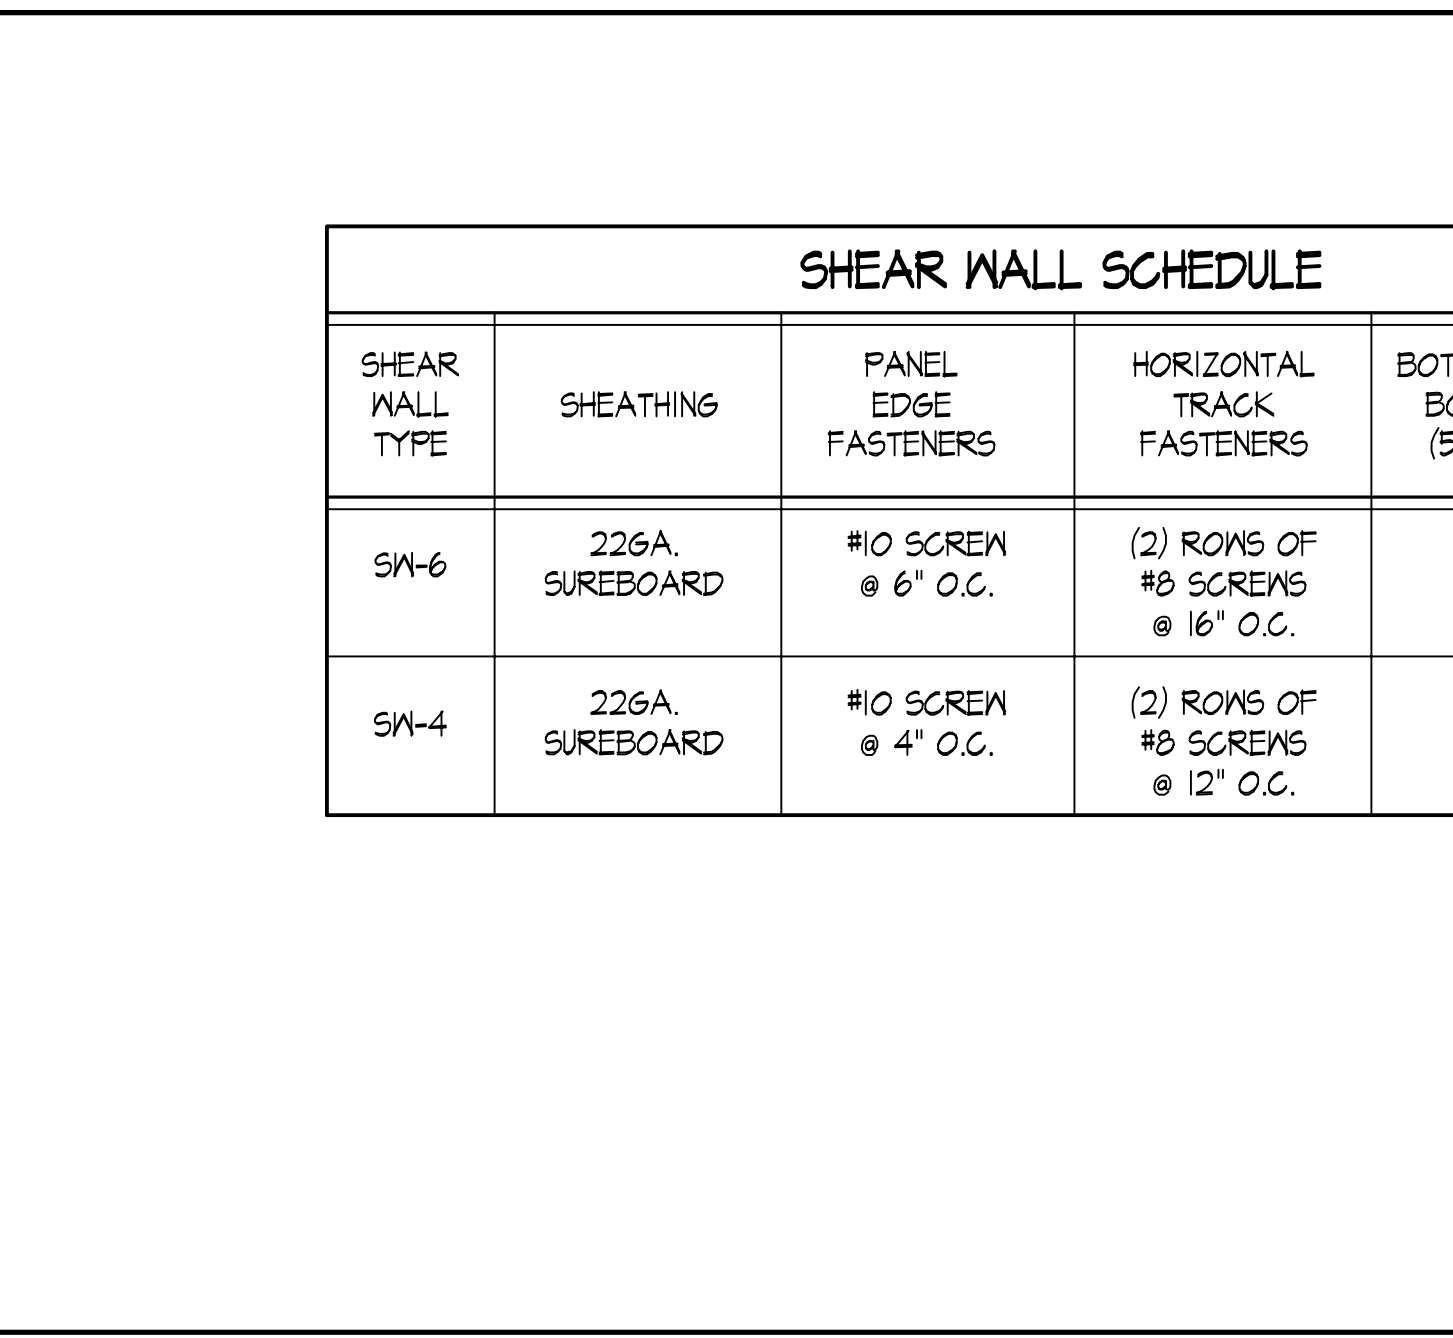 SHEAR WALL SCHEDULE
SHEAR
WALL
TYPE
SHEATHING
PANEL
EDGE
FASTENERS
HORIZONTAL
TRACK
FASTENERS
SW-6
22GA.
SUREBOARD
#10 SCREW
@ 6" O.C.
(2) ROWS OF
#8 SCREWS
@ 16" O.C.
SW-4
22GA.
SUREBOARD
#10 SCREW
@ 4" O.C.
(2) ROWS OF
#8 SCREWS
@ 12" O.C.